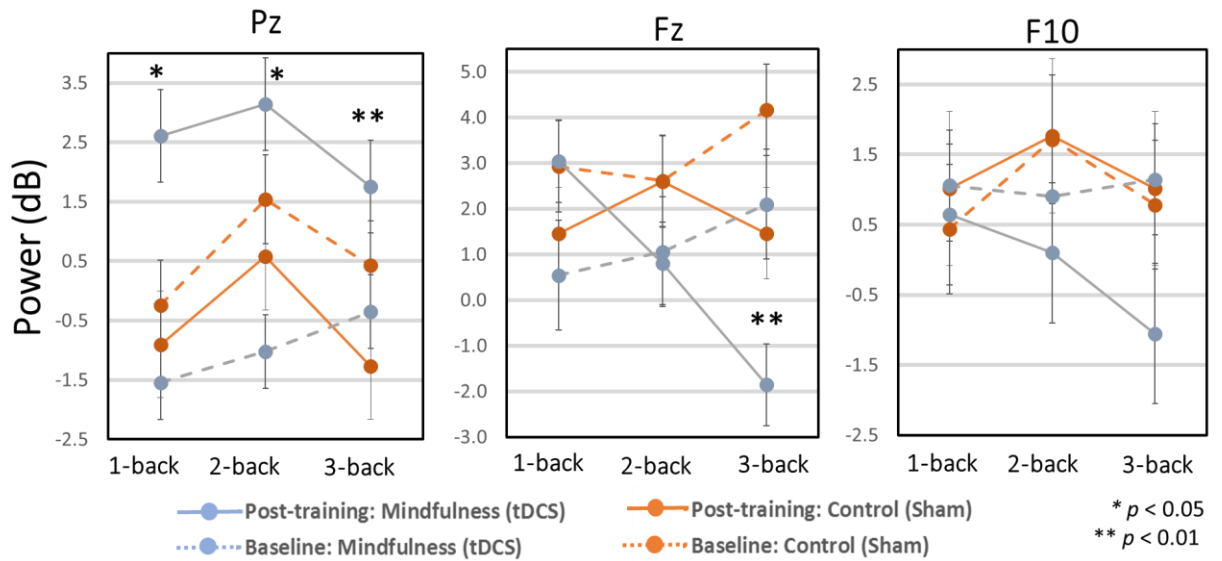 Pz
Fz
F10
Power (dB)
3.5
2.5
1.5
0.5
-0.5
-1.5
-2.5
*
*
**
1-back 2-back 3-back
5.0
4.0
3.0
2.0
1.0
0.0
-1.0
-2.0
-3.0
**
1-back 2-back 3-back
2.5
1.5
0.5
-0.5
-1.5
-2.5
1-back 2-back 3-back
Post-training: Mindfulness (tDCS)
Post-training: Control (Sham)
Baseline: Mindfulness (tDCS)
Baseline: Control (Sham)
* p < 0.05
** p < 0.01